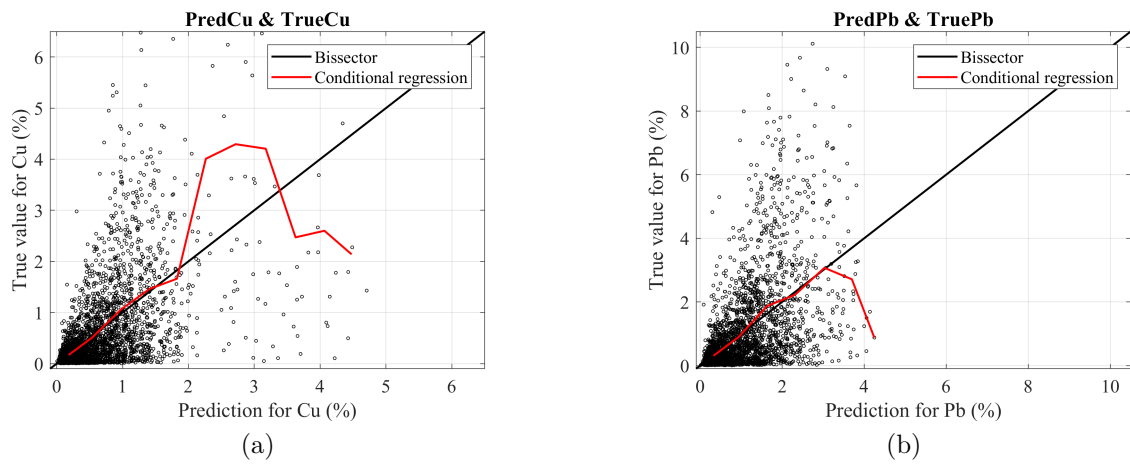 PredCu & TrueCu
Bissector
Conditional regression
True value for Cu (%)
6
5
4
3
2
1
0
0 1 2 3 4 5 6
Prediction for Cu (%)
(a)
PredPb & TruePb
Bissector
Conditional regression
True value for Pb (%)
10
8
6
4
2
0
0 2 4 6 8 10
Prediction for Pb (%)
(b)